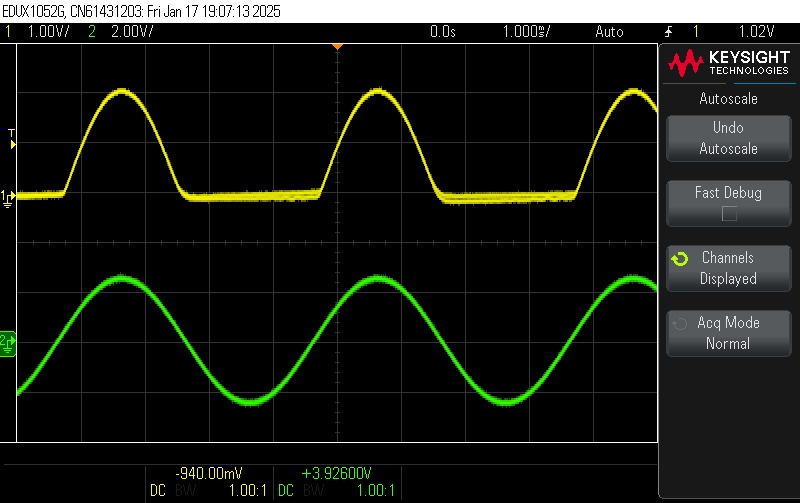 EDUX1052G, CN61431203: Fri Jan 17 19:07:13 2025
1 1.00V/ 2 2.00V/ 0.0s 1.000ms/ Auto 1 1.02V
KEYSIGHT
TECHNOLOGIES
Autoscale
Undo
Autoscale
Fast Debug
Channels
Displayed
Acq Mode
Normal
T
1
2
-940.00mV +3.92600V
DC BW 1.00:1 DC BW 1.00:1